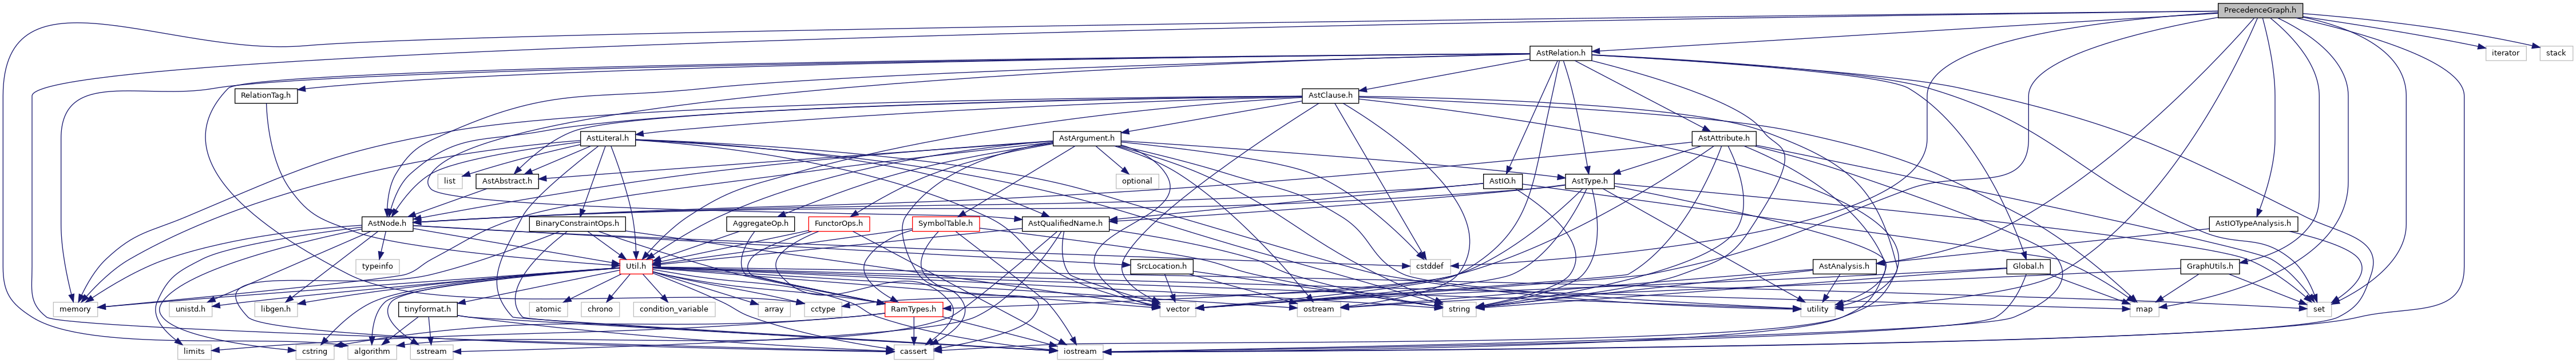 PrecedenceGraph.h
AstRelation.h
iterator
stack
RelationTag.h
AstClause.h
AstLiteral.h
AstArgument.h
AstAttribute.h
list
AstAbstract.h
optional
AstIO.h
AstType.h
AstNode.h
BinaryConstraintOps.h
AggregateOp.h
FunctorOps.h
SymbolTable.h
AstQualifiedName.h
AstIOTypeAnalysis.h
typeinfo
Util.h
cstddef
SrcLocation.h
AstAnalysis.h
Global.h
GraphUtils.h
memory
unistd.h
libgen.h
tinyformat.h
atomic
chrono
condition_variable
array
cctype
RamTypes.h
vector
ostream
string
utility
map
set
limits
cstring
algorithm
sstream
cassert
iostream